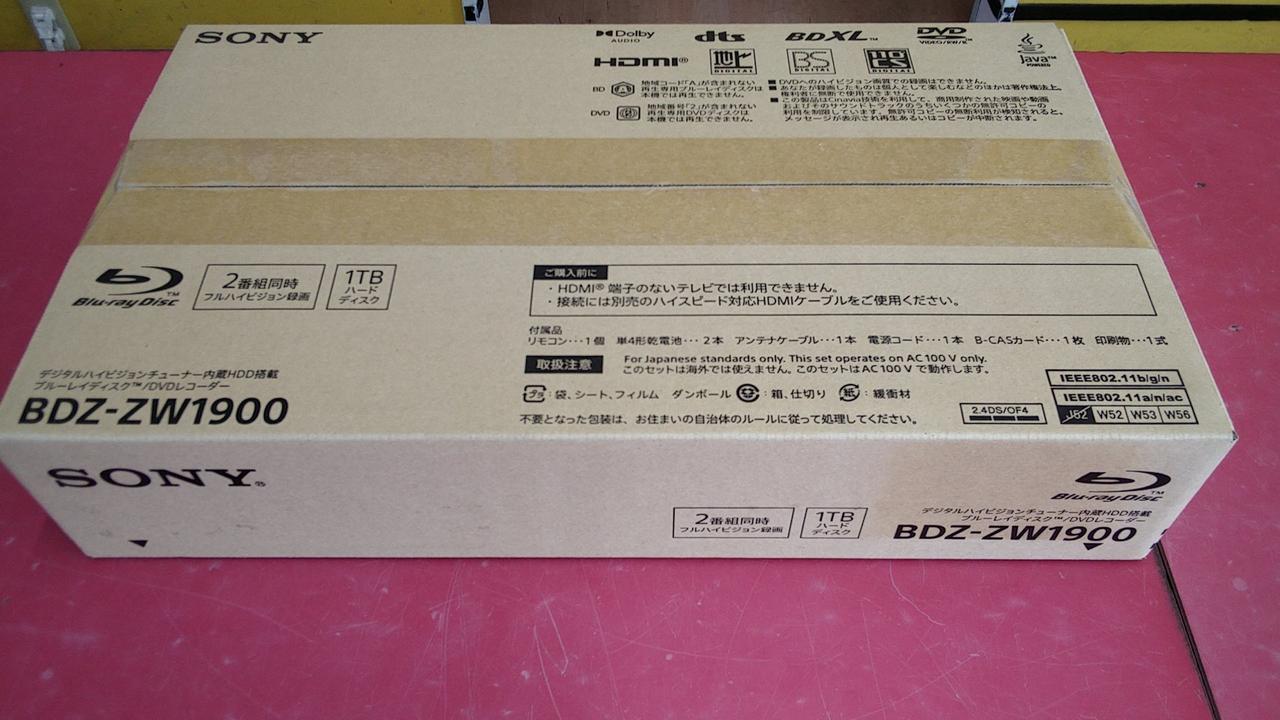 SONY
Dolby AUDIO
dts
BDXL™
DVD VIDEO/RW/R
Java™ POWERED
HDMI®
地上 DIGITAL
BS DIGITAL
110 CS DIGITAL
BD A 地域コード「A」が含まれない
再生専用ブルーレイディスクは
本機では再生できません。
DVD 2 地域番号「2」が含まれない
再生専用DVDディスクは
本機では再生できません。
■ DVDへのハイビジョン画質での録画はできません。
■ あなたが録画したものは個人として楽しむなどのほかは著作権法上、
権利者に無断で使用できません。
■ この製品はCinavia技術を利用して、商用制作された映画や動画
およびそのサウンドトラックのうちいくつかの無許可コピーの
利用を制限しています。無許可コピーの無断利用が検知されると、
メッセージが表示され再生あるいはコピーが中断されます。
Blu-ray Disc™
2番組同時
フルハイビジョン録画
1TB
ハード
ディスク
ご購入前に
・HDMI® 端子のないテレビでは利用できません。
・接続には別売のハイスピード対応HDMIケーブルをご使用ください。
付属品
リモコン…1個 単4形乾電池…2本 アンテナケーブル…1本 電源コード…1本 B-CASカード…1枚 印刷物…1式
取扱注意
For Japanese standards only. This set operates on AC 100 V only.
このセットは海外では使えません。このセットはAC 100 V で動作します。
プラ:袋、シート、フィルム ダンボール:箱、仕切り 紙:緩衝材
不要となった包装は、お住まいの自治体のルールに従って処理してください。
2.4DS/OF4
IEEE802.11b/g/n
IEEE802.11a/n/ac
J52 W52 W53 W56
デジタルハイビジョンチューナー内蔵HDD搭載
ブルーレイディスク™/DVDレコーダー
BDZ-ZW1900
SONY®
2番組同時
フルハイビジョン録画
1TB
ハード
ディスク
Blu-ray Disc™
デジタルハイビジョンチューナー内蔵HDD搭載
ブルーレイディスク™/DVDレコーダー
BDZ-ZW1900